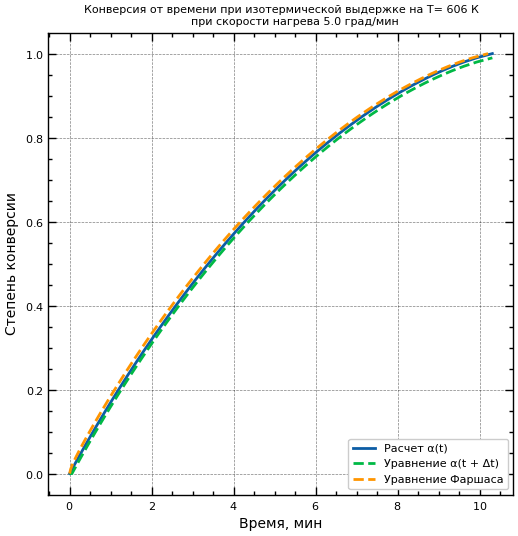 Конверсия от времени при изотермической выдержке на T= 606 К
при скорости нагрева 5.0 град/мин
1.0
0.8
0.6
0.4
0.2
0.0
Степень конверсии
Расчет α(t)
Уравнение α(t + Δt)
Уравнение Фаршаса
0 2 4 6 8 10
Время, мин